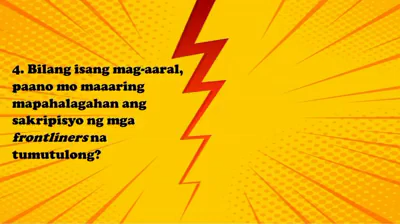 4. Bilang isang mag-aaral,
paano mo maaaring
mapahalagahan ang
sakripisyo ng mga
frontliners na
tumutulong?